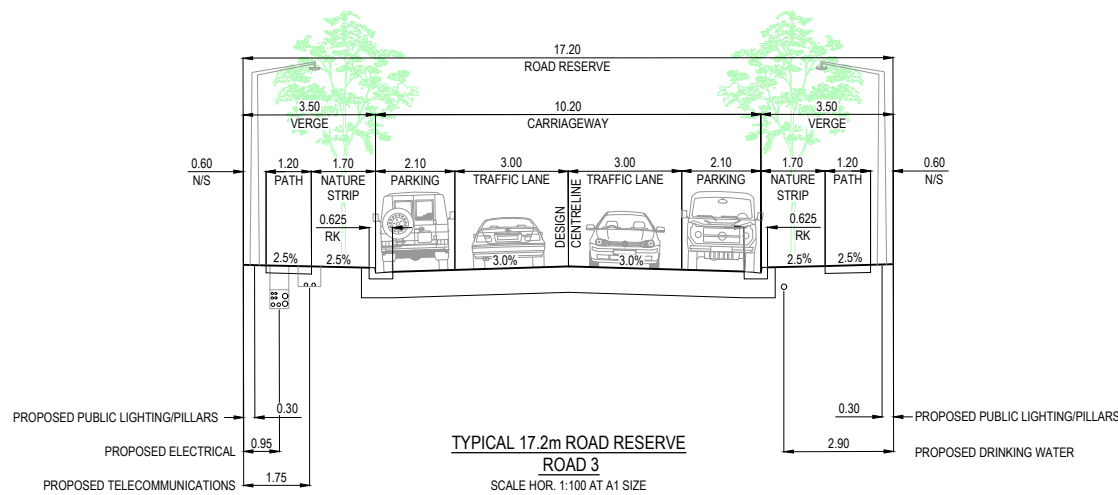 17.20
ROAD RESERVE
3.50
VERGE
10.20
CARRIAGEWAY
3.50
VERGE
0.60
N/S
1.20
PATH
1.70
NATURE
STRIP
2.10
PARKING
3.00
TRAFFIC LANE
DESIGN
CENTRELINE
3.00
TRAFFIC LANE
2.10
PARKING
1.70
NATURE
STRIP
1.20
PATH
0.60
N/S
0.625
RK
0.625
RK
2.5%
2.5%
3.0%
3.0%
2.5%
2.5%
PROPOSED PUBLIC LIGHTING/PILLARS
0.30
PROPOSED ELECTRICAL
0.95
PROPOSED TELECOMMUNICATIONS
1.75
TYPICAL 17.2m ROAD RESERVE
ROAD 3
SCALE HOR. 1:100 AT A1 SIZE
0.30
PROPOSED PUBLIC LIGHTING/PILLARS
2.90
PROPOSED DRINKING WATER